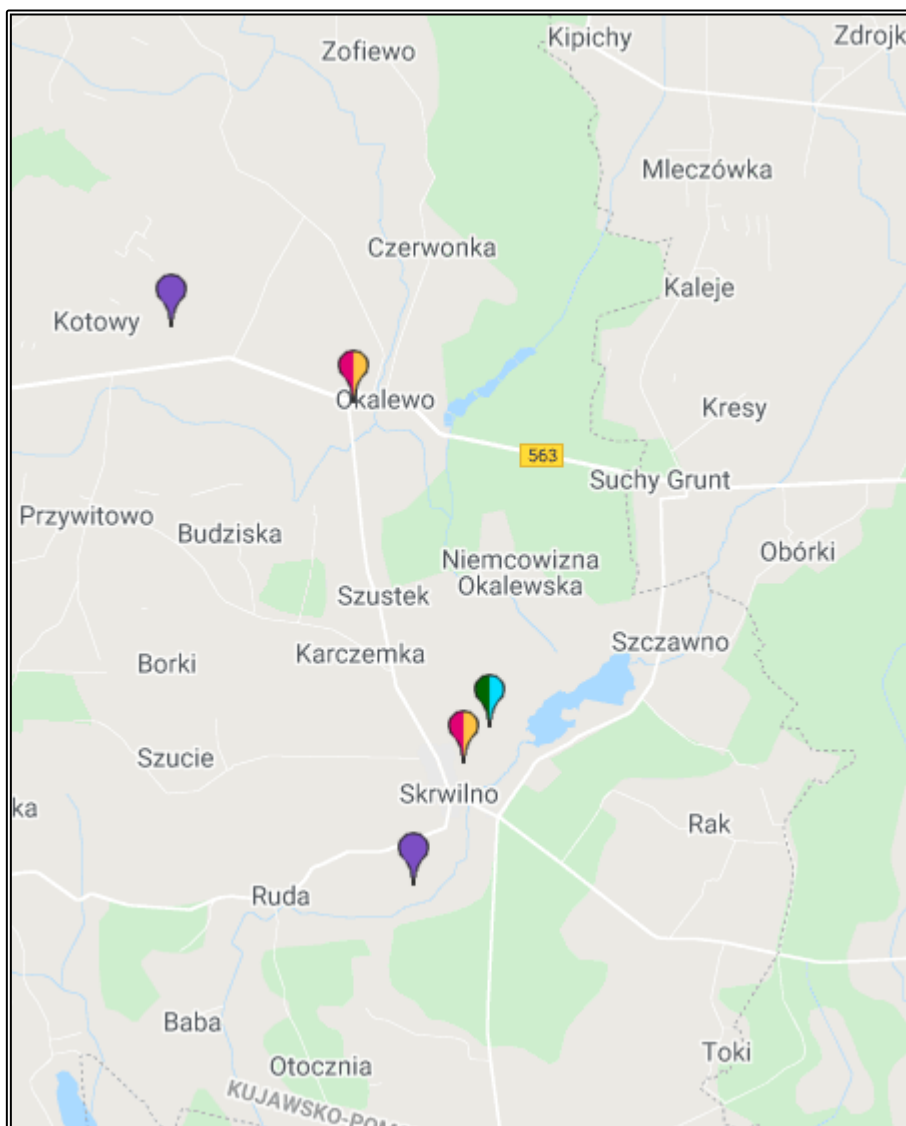 Zofiewo
Kipichy
Zdrojk
Mleczówka
Czerwonka
Kaleje
Kotowy
Okalewo
Kresy
563
Suchy Grunt
Przywitowo
Budziska
Obórki
Niemcowizna
Okalewska
Szustek
Szczawno
Karczemka
Borki
Szucie
Skrwilno
ka
Rak
Ruda
Baba
Toki
Otocznia
KUJAWSKO-POM